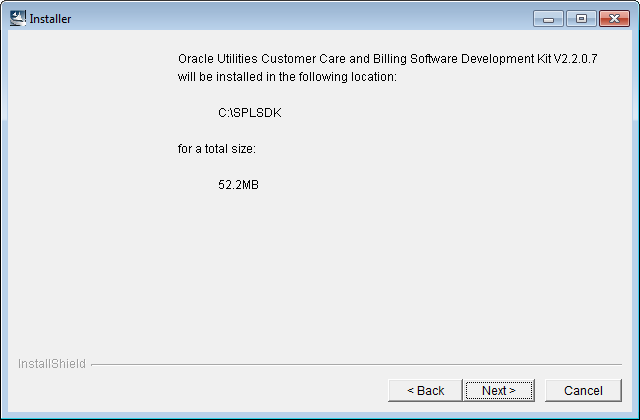 Installer
Oracle Utilities Customer Care and Billing Software Development Kit V2.2.0.7
will be installed in the following location:
C:\SPLSDK
for a total size:
52.2MB
InstallShield
< Back
Next >
Cancel